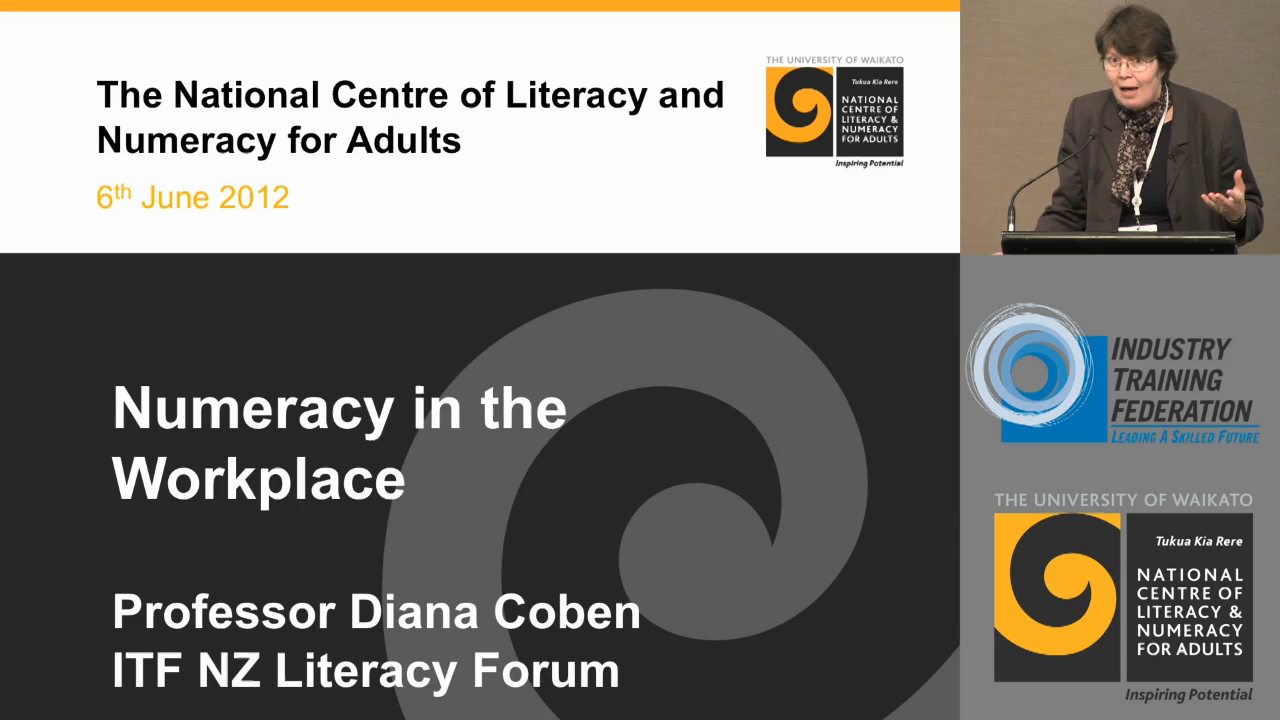 The National Centre of Literacy and
Numeracy for Adults
6th June 2012
THE UNIVERSITY OF WAIKATO
Tukua Kia Rere
NATIONAL
CENTRE OF
LITERACY &
NUMERACY
FOR ADULTS
Inspiring Potential
Numeracy in the
Workplace
Professor Diana Coben
ITF NZ Literacy Forum
INDUSTRY
TRAINING
FEDERATION
LEADING A SKILLED FUTURE
THE UNIVERSITY OF WAIKATO
Tukua Kia Rere
NATIONAL
CENTRE OF
LITERACY &
NUMERACY
FOR ADULTS
Inspiring Potential